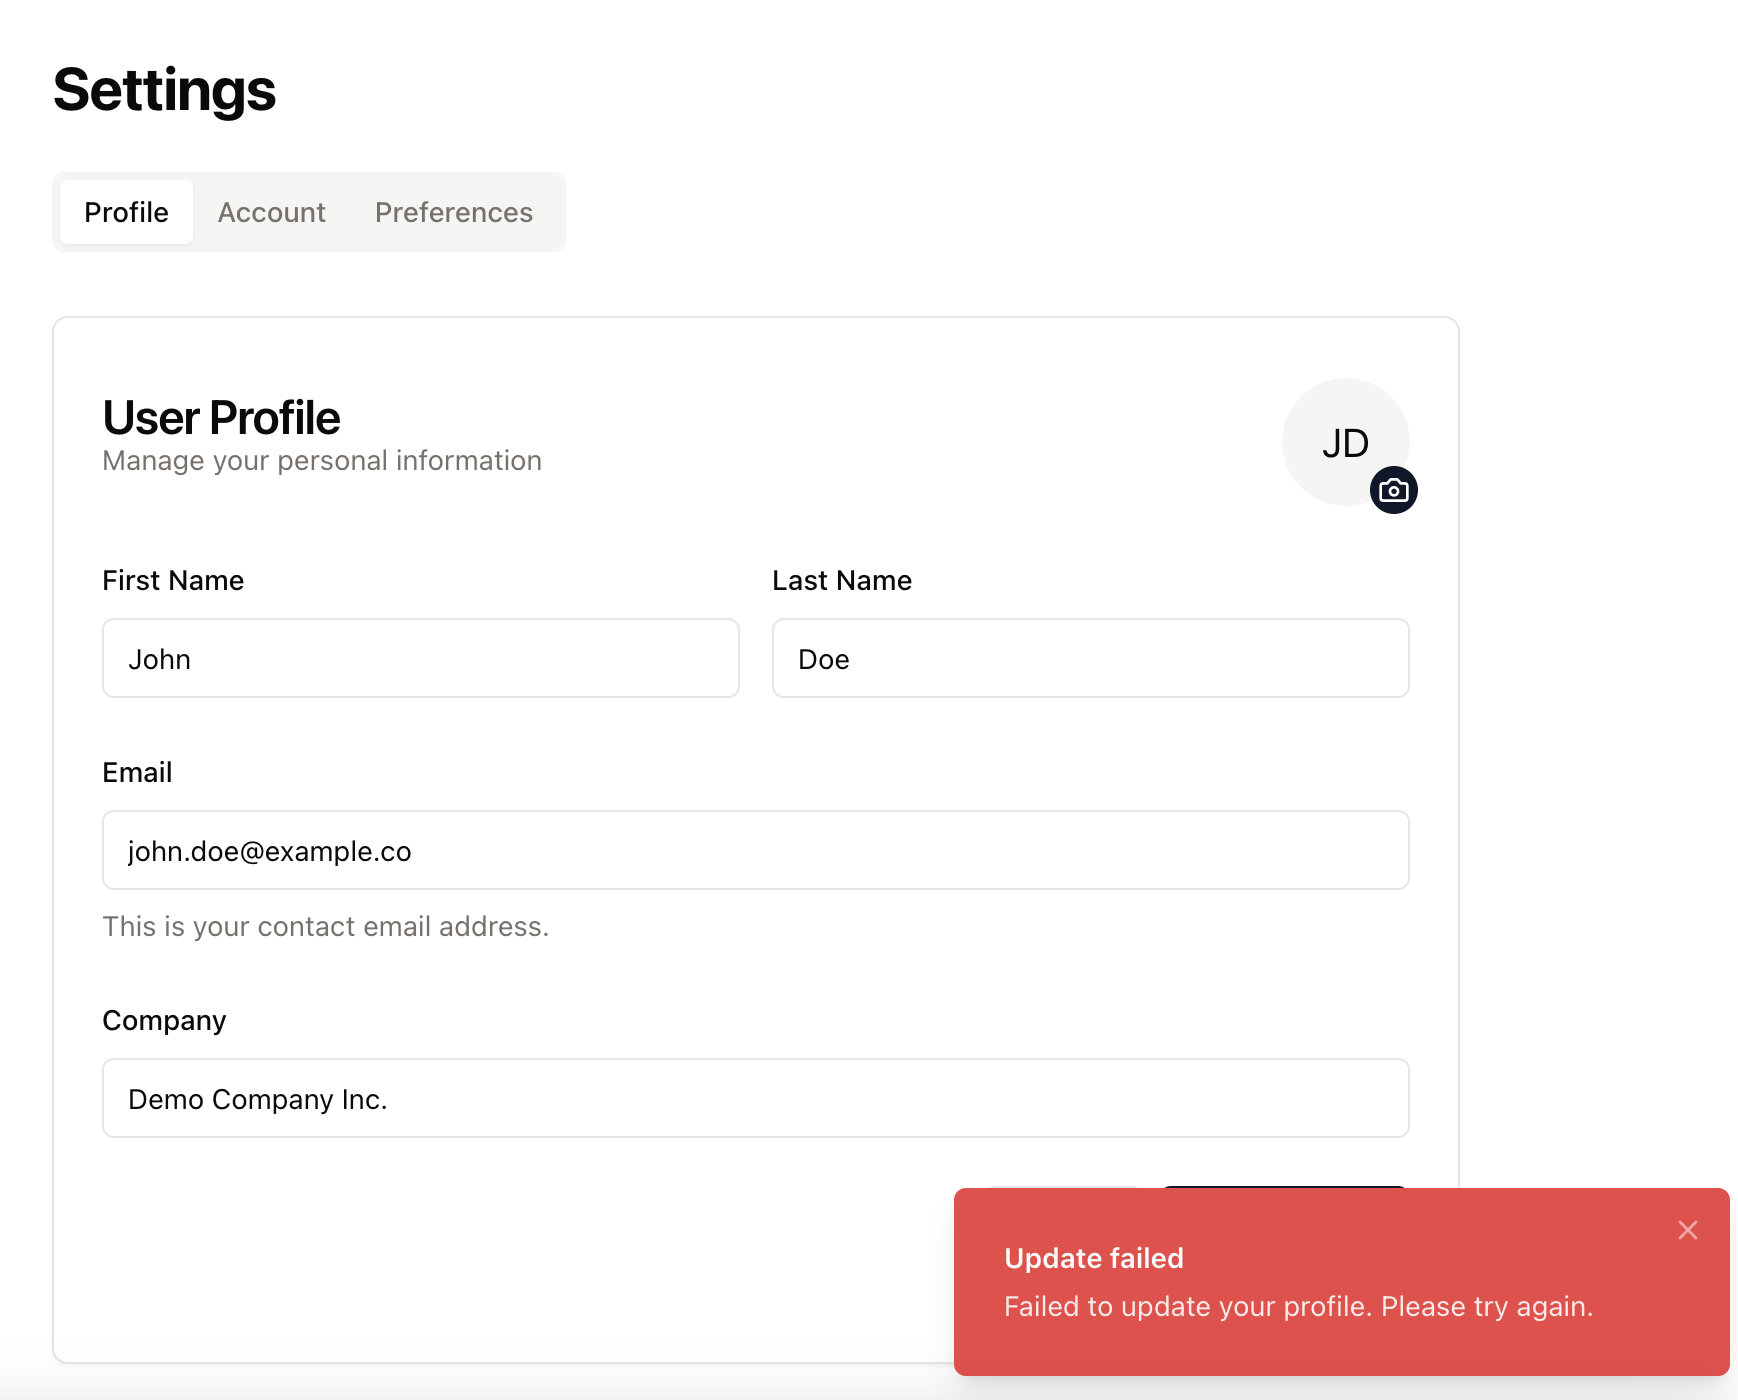 Settings
Profile Account Preferences
User Profile
Manage your personal information
JD
First Name Last Name
John Doe
Email
john.doe@example.co
This is your contact email address.
Company
Demo Company Inc.
Update failed
Failed to update your profile. Please try again.